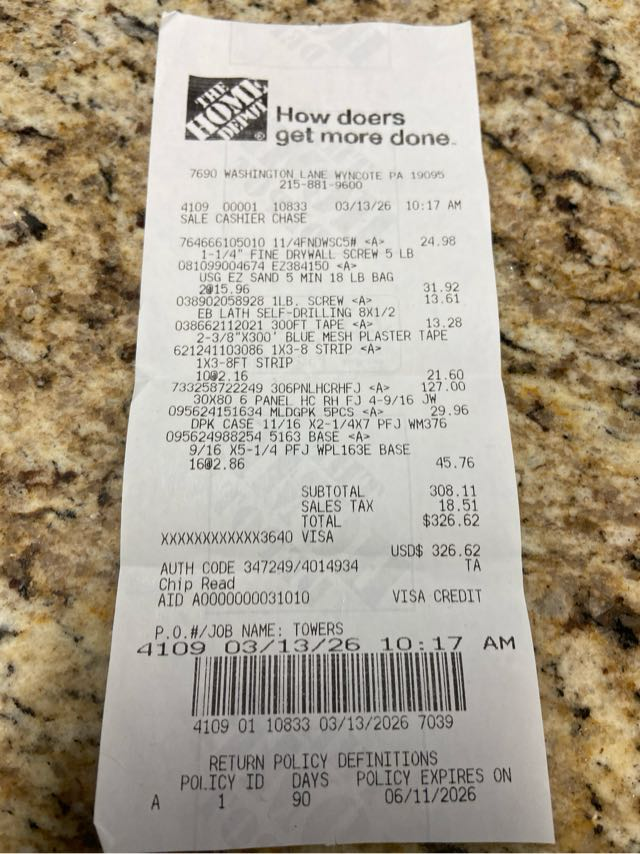 THE
HOME
DEPOT®
How doers
get more done.
7690 WASHINGTON LANE WYNCOTE PA 19095
215-881-9600
4109 00001 10833 03/13/26 10:17 AM
SALE CASHIER CHASE
764666105010 11/4FNDWSC5# <A> 24.98
1-1/4" FINE DRYWALL SCREW 5 LB
081099004674 EZ384150 <A>
USG EZ SAND 5 MIN 18 LB BAG
2@15.96 31.92
038902058928 1LB. SCREW <A> 13.61
EB LATH SELF-DRILLING 8X1/2
038662112021 300FT TAPE <A> 13.28
2-3/8"X300' BLUE MESH PLASTER TAPE
621241103086 1X3-8 STRIP <A>
1X3-8FT STRIP
10@2.16 21.60
733258722249 306PNLHCRHFJ <A> 127.00
30X80 6 PANEL HC RH FJ 4-9/16 JW
095624151634 MLDGPK 5PCS <A> 29.96
DPK CASE 11/16 X2-1/4X7 PFJ WM376
095624988254 5163 BASE <A>
9/16 X5-1/4 PFJ WPL163E BASE
16@2.86 45.76
SUBTOTAL 308.11
SALES TAX 18.51
TOTAL $326.62
XXXXXXXXXXXX3640 VISA
USD$ 326.62
AUTH CODE 347249/4014934 TA
Chip Read
AID A0000000031010 VISA CREDIT
P.O.#/JOB NAME: TOWERS
4109 03/13/26 10:17 AM
4109 01 10833 03/13/2026 7039
RETURN POLICY DEFINITIONS
POLICY ID DAYS POLICY EXPIRES ON
A 1 90 06/11/2026